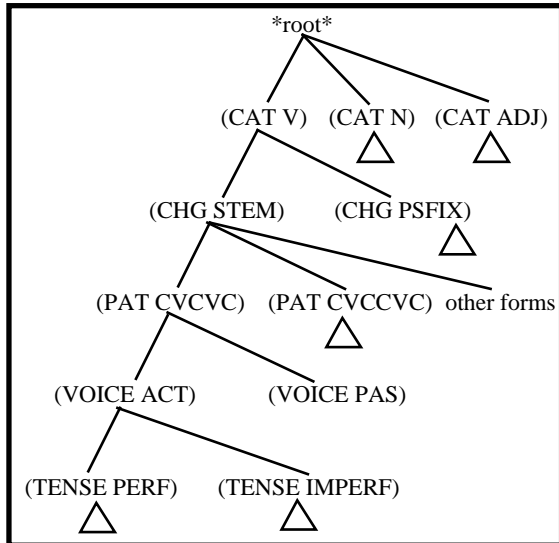 *root*
(CAT V) (CAT N) (CAT ADJ)
(CHG STEM) (CHG PSFIX)
(PAT CVCVC) (PAT CVCCVC) other forms
(VOICE ACT) (VOICE PAS)
(TENSE PERF) (TENSE IMPERF)